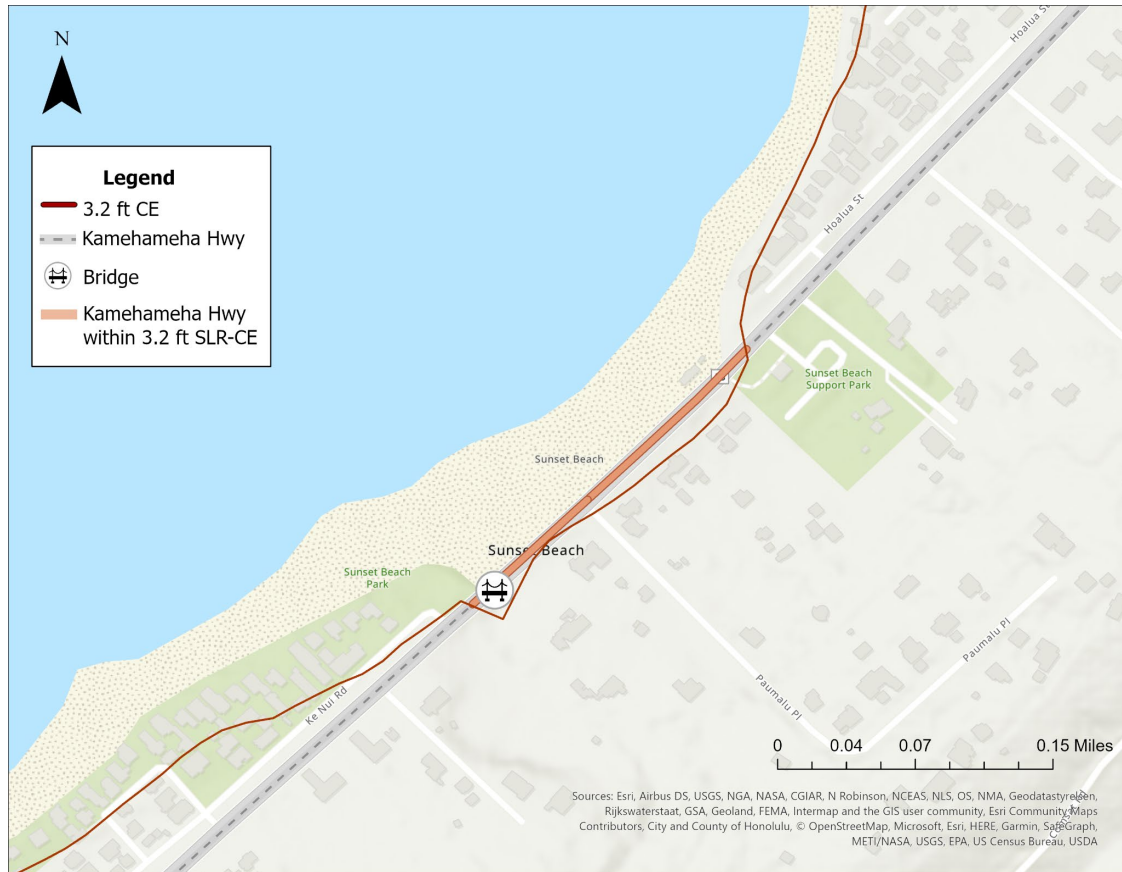 N
Legend
3.2 ft CE
Kamehameha Hwy
Bridge
Kamehameha Hwy
within 3.2 ft SLR-CE
Hoalua St
Hoalua St
Sunset Beach
Support Park
Sunset Beach
Sunset Beach
Sunset Beach
Park
Ke Nui Rd
Paumalu Pl
Paumalu Pl
0 0.04 0.07 0.15 Miles
Sources: Esri, Airbus DS, USGS, NGA, NASA, CGIAR, N Robinson, NCEAS, NLS, OS, NMA, Geodatastyrelsen,
Rijkswaterstaat, GSA, Geoland, FEMA, Intermap and the GIS user community, Esri Community Maps
Contributors, City and County of Honolulu, © OpenStreetMap, Microsoft, Esri, HERE, Garmin, SafeGraph,
METI/NASA, USGS, EPA, US Census Bureau, USDA